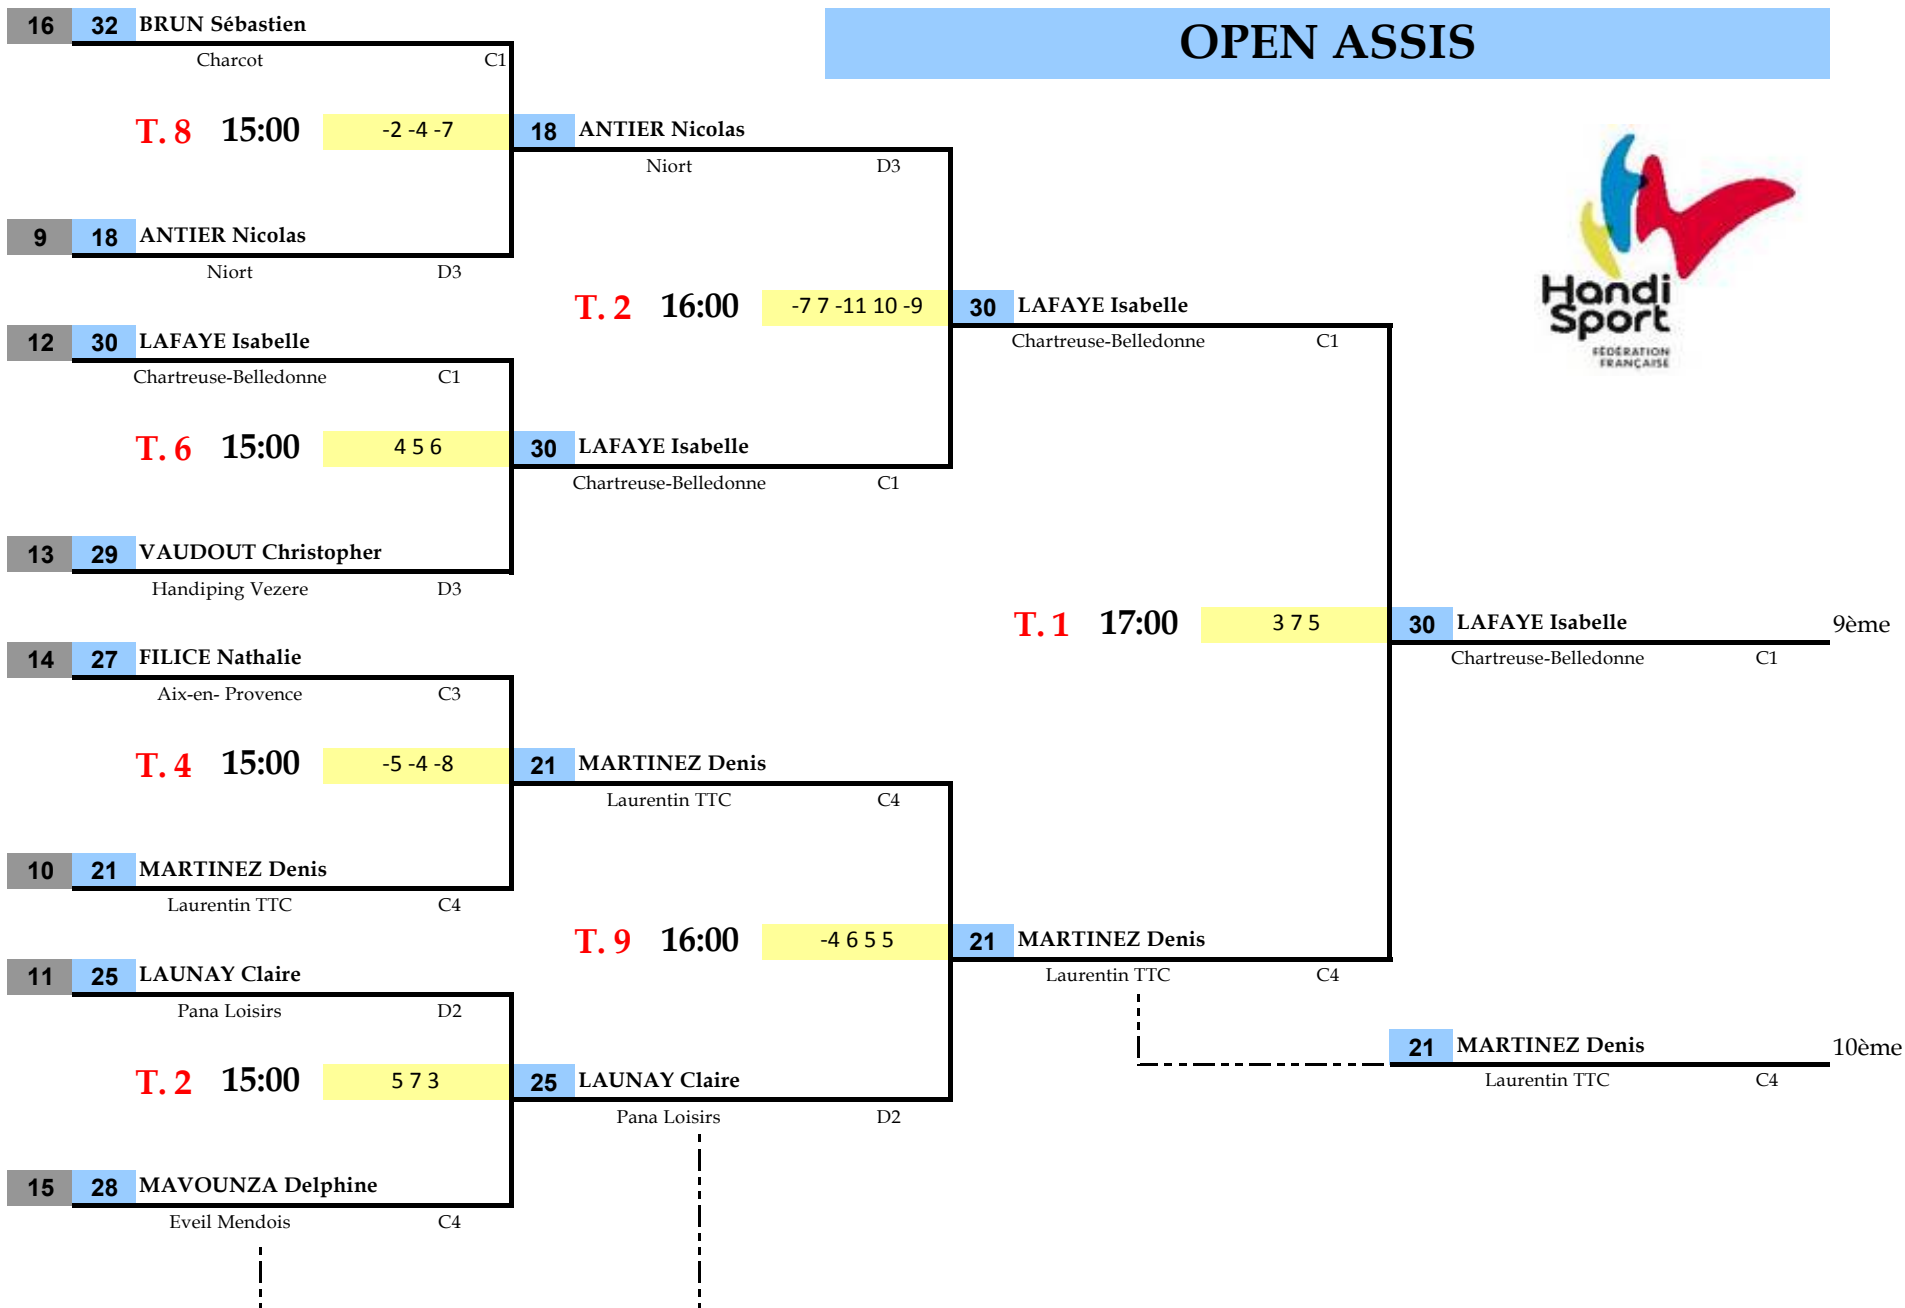 OPEN ASSIS
16 32 BRUN Sébastien
Charcot C1
T. 8 15:00 -2 -4 -7
18 ANTIER Nicolas
Niort D3
9 18 ANTIER Nicolas
Niort D3
T. 2 16:00 -7 7 -11 10 -9
30 LAFAYE Isabelle
Chartreuse-Belledonne C1
12 30 LAFAYE Isabelle
Chartreuse-Belledonne C1
T. 6 15:00 4 5 6
30 LAFAYE Isabelle
Chartreuse-Belledonne C1
13 29 VAUDOUT Christopher
Handiping Vezere D3
T. 1 17:00 3 7 5
30 LAFAYE Isabelle 9ème
Chartreuse-Belledonne C1
14 27 FILICE Nathalie
Aix-en- Provence C3
T. 4 15:00 -5 -4 -8
21 MARTINEZ Denis
Laurentin TTC C4
10 21 MARTINEZ Denis
Laurentin TTC C4
T. 9 16:00 -4 6 5 5
21 MARTINEZ Denis
Laurentin TTC C4
11 25 LAUNAY Claire
Pana Loisirs D2
21 MARTINEZ Denis 10ème
Laurentin TTC C4
T. 2 15:00 5 7 3
25 LAUNAY Claire
Pana Loisirs D2
15 28 MAVOUNZA Delphine
Eveil Mendois C4
Handi
Sport
FÉDÉRATION
FRANÇAISE